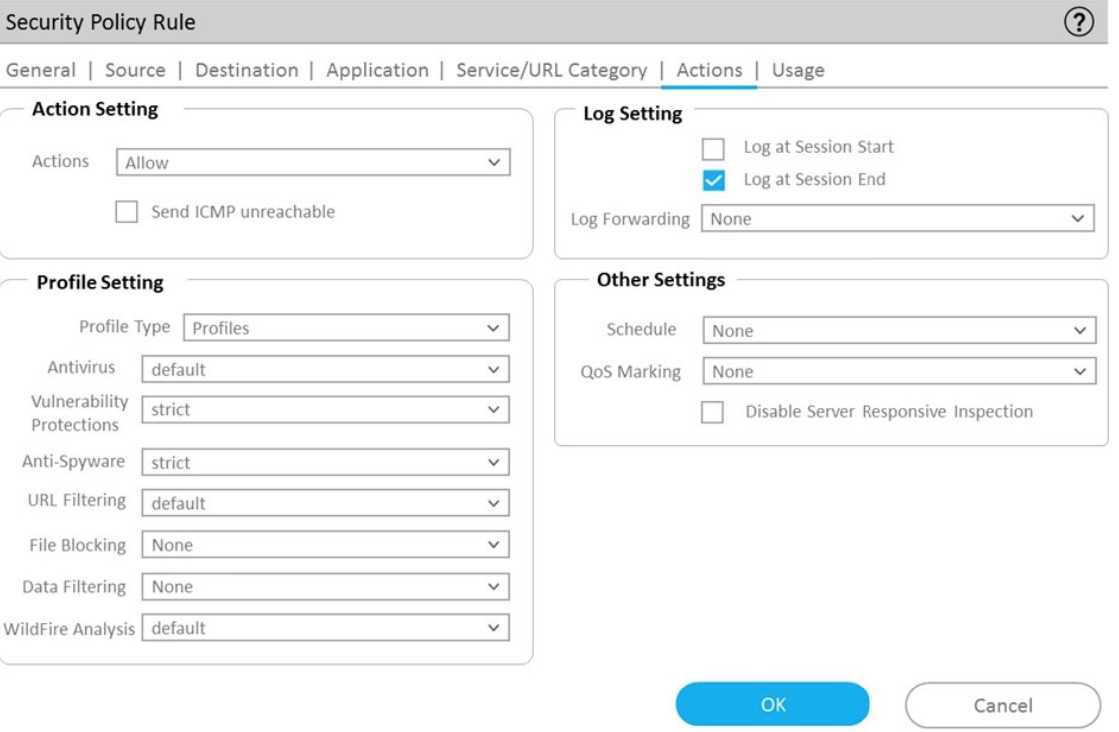 Security Policy Rule ?
General | Source | Destination | Application | Service/URL Category | Actions | Usage
Action Setting
Actions Allow
Send ICMP unreachable
Log Setting
Log at Session Start
Log at Session End
Log Forwarding None
Profile Setting
Profile Type Profiles
Antivirus default
Vulnerability
Protections strict
Anti-Spyware strict
URL Filtering default
File Blocking None
Data Filtering None
WildFire Analysis default
Other Settings
Schedule None
QoS Marking None
Disable Server Responsive Inspection
OK Cancel